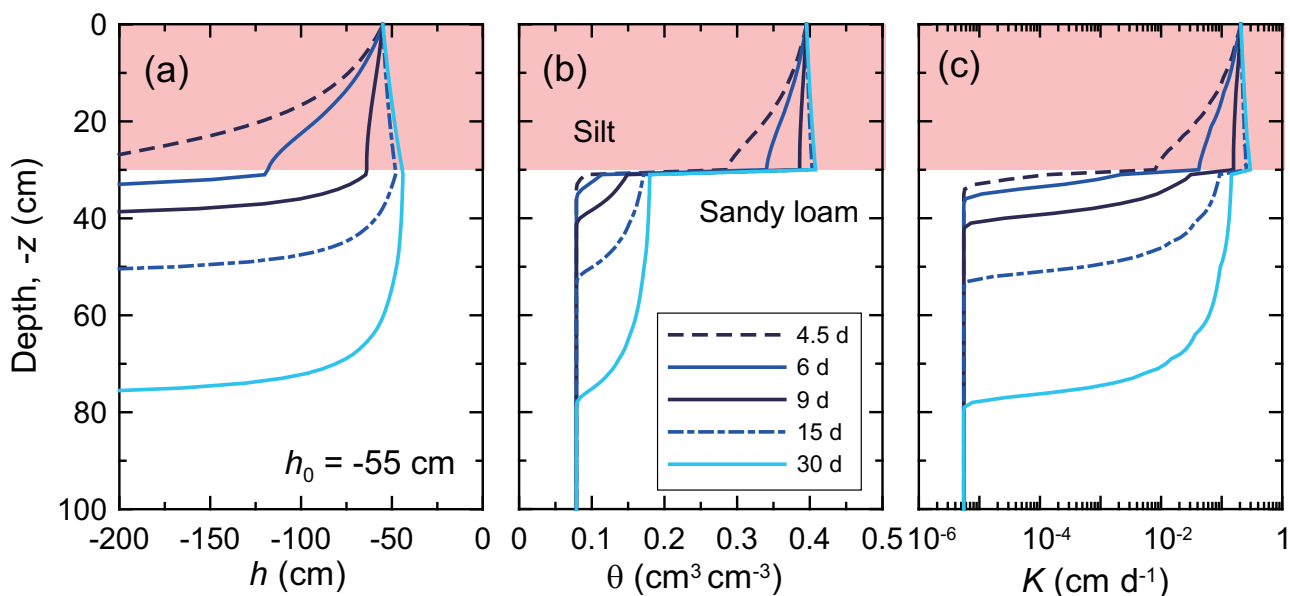 (a)
(b)
(c)
Silt
Sandy loam
0
20
40
60
80
100
Depth, -z (cm)
h₀ = -55 cm
4.5 d
6 d
9 d
15 d
30 d
-200 -150 -100 -50 0
0 0.1 0.2 0.3 0.4 0.5
10⁻⁶ 10⁻⁴ 10⁻² 1
h (cm)
θ (cm³ cm⁻³)
K (cm d⁻¹)